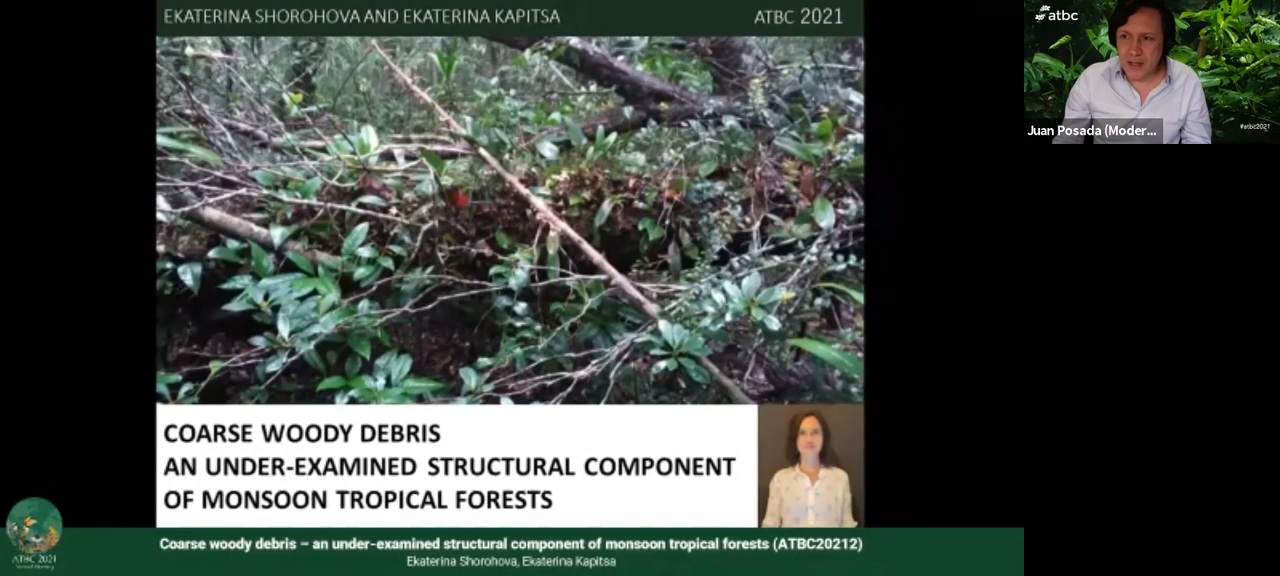 EKATERINA SHOROHOVA AND EKATERINA KAPITSA
ATBC 2021
atbc
Juan Posada (Moder...
#atbc2021
COARSE WOODY DEBRIS
AN UNDER-EXAMINED STRUCTURAL COMPONENT
OF MONSOON TROPICAL FORESTS
Coarse woody debris – an under-examined structural component of monsoon tropical forests (ATBC20212)
Ekaterina Shorohova, Ekaterina Kapitsa
ATBC 2021